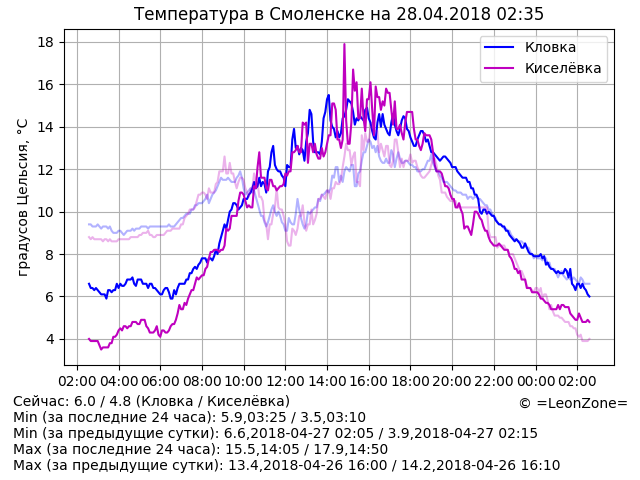 Температура в Смоленске на 28.04.2018 02:35
Кловка
Киселёвка
градусов Цельсия, °C
18
16
14
12
10
8
6
4
02:00 04:00 06:00 08:00 10:00 12:00 14:00 16:00 18:00 20:00 22:00 00:00 02:00
Сейчас: 6.0 / 4.8 (Кловка / Киселёвка)
© =LeonZone=
Min (за последние 24 часа): 5.9,03:25 / 3.5,03:10
Min (за предыдущие сутки): 6.6,2018-04-27 02:05 / 3.9,2018-04-27 02:15
Max (за последние 24 часа): 15.5,14:05 / 17.9,14:50
Max (за предыдущие сутки): 13.4,2018-04-26 16:00 / 14.2,2018-04-26 16:10